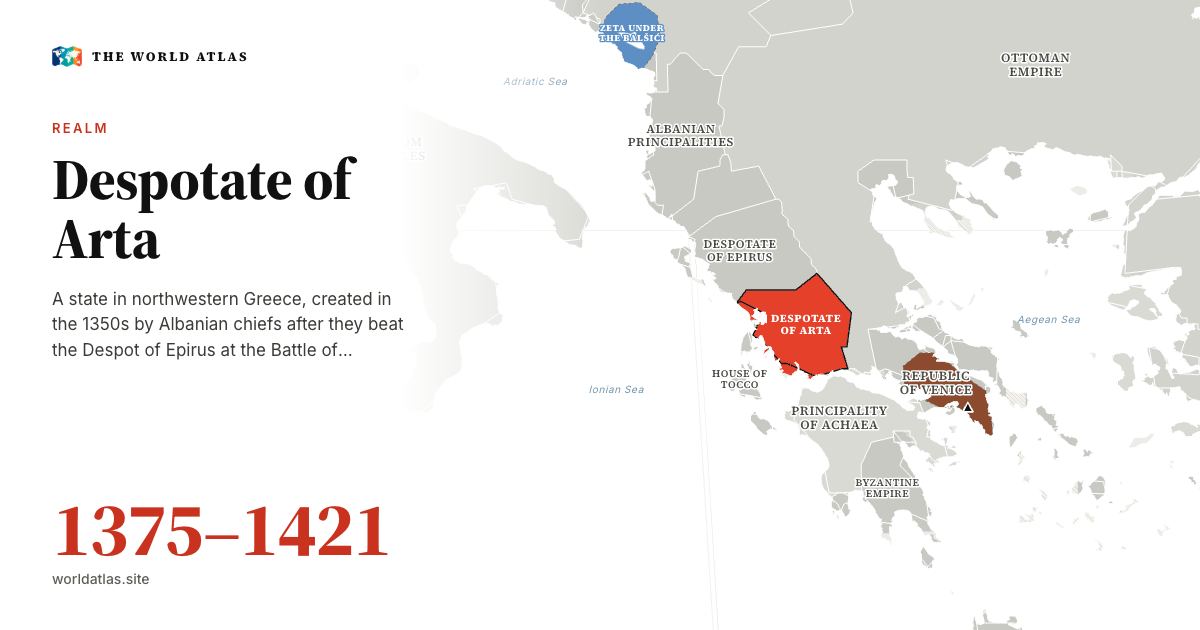 THE WORLD ATLAS
REALM
Despotate of
Arta
A state in northwestern Greece, created in
the 1350s by Albanian chiefs after they beat
the Despot of Epirus at the Battle of...
1375–1421
worldatlas.site
ZETA UNDER
THE BALŠIĆI
Adriatic Sea
OTTOMAN
EMPIRE
ALBANIAN
PRINCIPALITIES
DESPOTATE
OF EPIRUS
DESPOTATE
OF ARTA
Aegean Sea
HOUSE OF
TOCCO
REPUBLIC
OF VENICE
Ionian Sea
PRINCIPALITY
OF ACHAEA
BYZANTINE
EMPIRE